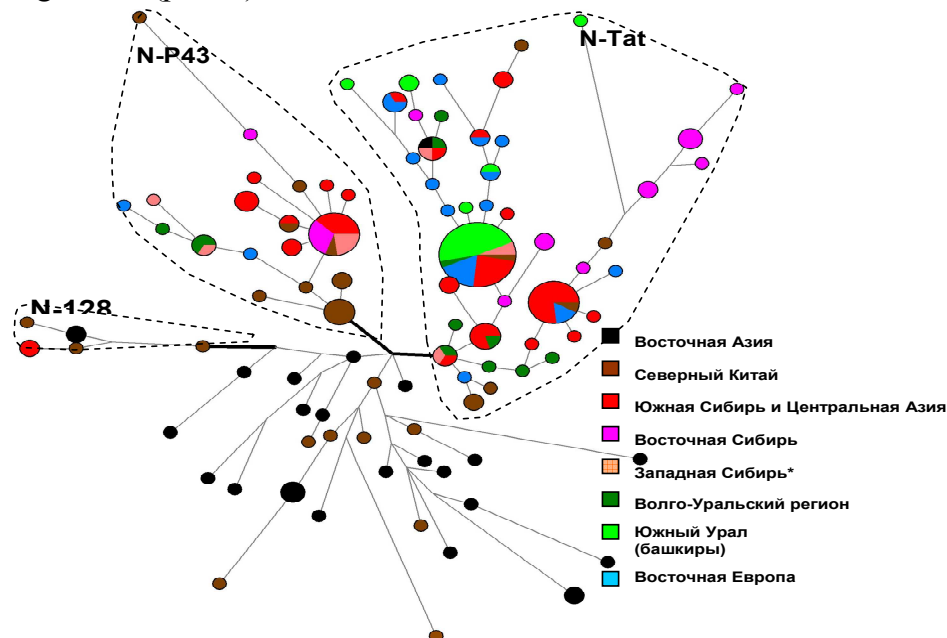 N-P43
N-Tat
N-128
Восточная Азия
Северный Китай
Южная Сибирь и Центральная Азия
Восточная Сибирь
Западная Сибирь*
Волго-Уральский регион
Южный Урал
(башкиры)
Восточная Европа